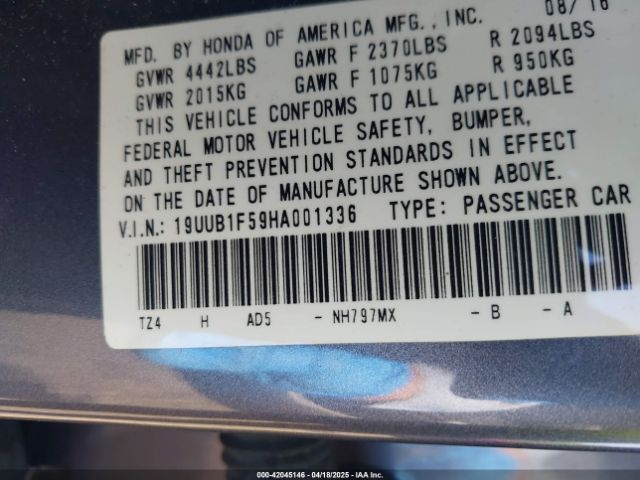 MFD. BY HONDA OF AMERICA MFG., INC. 08/16
GVWR 4442LBS GAWR F 2370LBS R 2094LBS
GVWR 2015KG GAWR F 1075KG R 950KG
THIS VEHICLE CONFORMS TO ALL APPLICABLE
FEDERAL MOTOR VEHICLE SAFETY, BUMPER,
AND THEFT PREVENTION STANDARDS IN EFFECT
ON THE DATE OF MANUFACTURE SHOWN ABOVE.
V.I.N.: 19UUB1F59HA001336 TYPE: PASSENGER CAR
TZ4 H AD5 - NH797MX - B - A
000-42045146 - 04/18/2025 - IAA Inc.